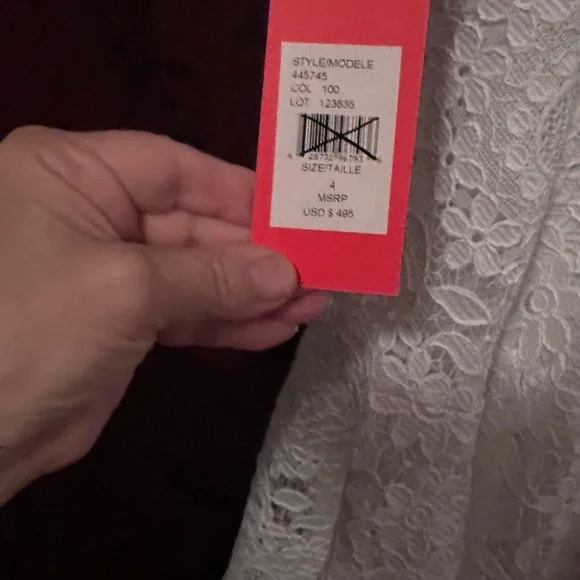 STYLE/MODELE
445745
COL 100
LOT 123635
SIZE/TAILLE
4
MSRP
USD $ 495